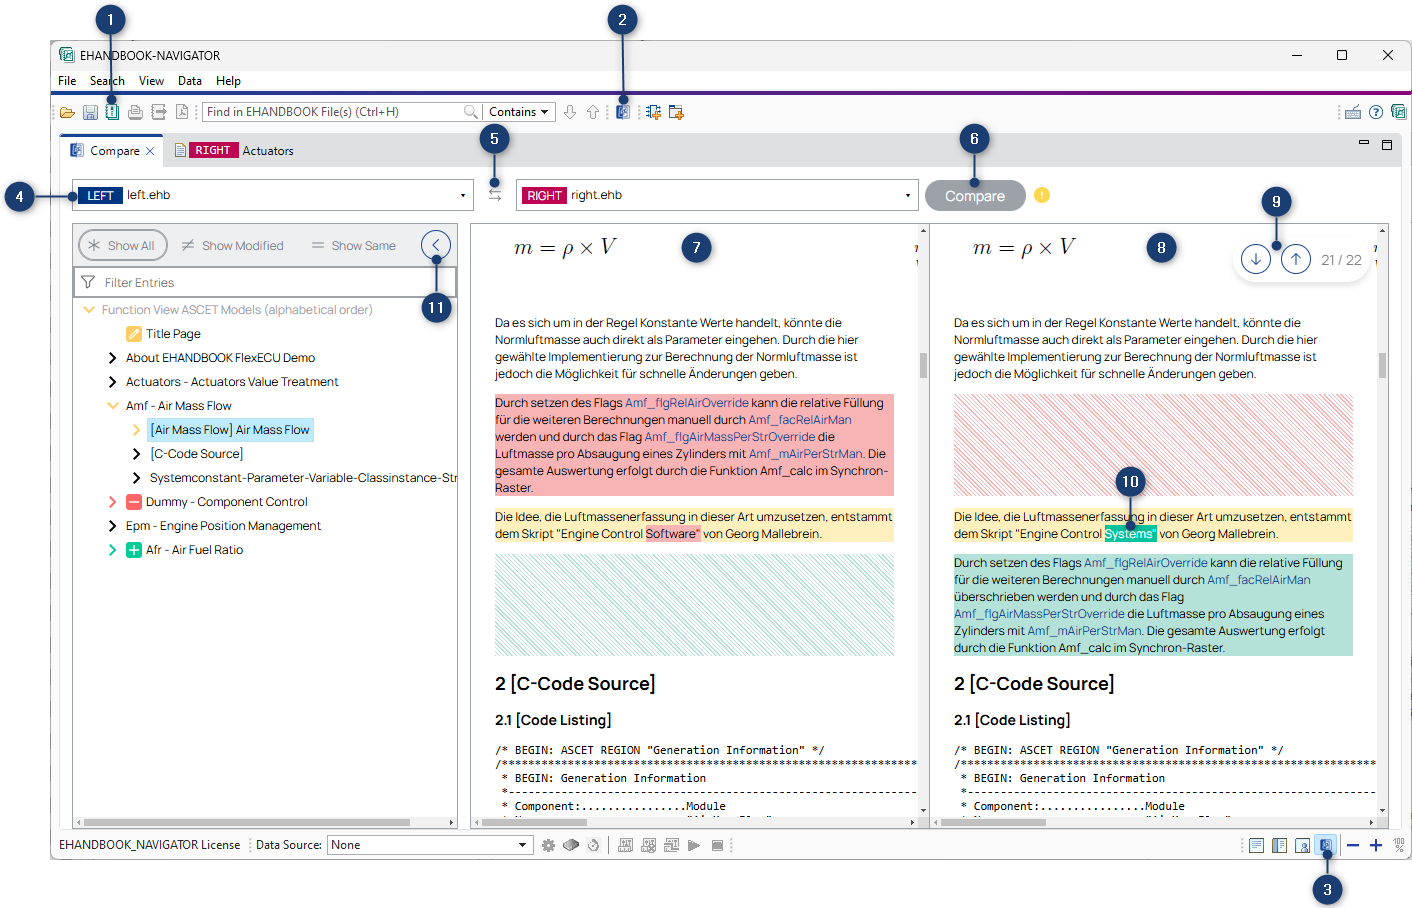 1
2
EHANDBOOK-NAVIGATOR
File Search View Data Help
Find in EHANDBOOK File(s) (Ctrl+H) Contains
Compare RIGHT Actuators
5
6
4
LEFT left.ehb
RIGHT right.ehb
Compare
9
Show All Show Modified Show Same
Filter Entries
11
Function View ASCET Models (alphabetical order)
Title Page
About EHANDBOOK FlexECU Demo
Actuators - Actuators Value Treatment
Amf - Air Mass Flow
[Air Mass Flow] Air Mass Flow
[C-Code Source]
Systemconstant-Parameter-Variable-Classinstance-Str
Dummy - Component Control
Epm - Engine Position Management
Afr - Air Fuel Ratio
m = ρ × V
7
Da es sich um in der Regel Konstante Werte handelt, könnte die
Normluftmasse auch direkt als Parameter eingehen. Durch die hier
gewählte Implementierung zur Berechnung der Normluftmasse ist
jedoch die Möglichkeit für schnelle Änderungen geben.
Durch setzen des Flags Amf_flgRelAirOverride kann die relative Füllung
für die weiteren Berechnungen manuell durch Amf_facRelAirMan
werden und durch das Flag Amf_flgAirMassPerStrOverride die
Luftmasse pro Absaugung eines Zylinders mit Amf_mAirPerStrMan. Die
gesamte Auswertung erfolgt durch die Funktion Amf_calc im Synchron-
Raster.
Die Idee, die Luftmassenerfassung in dieser Art umzusetzen, entstammt
dem Skript "Engine Control Software" von Georg Mallebrein.
2 [C-Code Source]
2.1 [Code Listing]
/* BEGIN: ASCET REGION "Generation Information" */
/****************************************************************
* BEGIN: Generation Information
*---------------------------------------------------------------
* Component:................Module
m = ρ × V
8
21 / 22
Da es sich um in der Regel Konstante Werte handelt, könnte die
Normluftmasse auch direkt als Parameter eingehen. Durch die hier
gewählte Implementierung zur Berechnung der Normluftmasse ist
jedoch die Möglichkeit für schnelle Änderungen geben.
10
Die Idee, die Luftmassenerfassung in dieser Art umzusetzen, entstammt
dem Skript "Engine Control Systems" von Georg Mallebrein.
Durch setzen des Flags Amf_flgRelAirOverride kann die relative Füllung
für die weiteren Berechnungen manuell durch Amf_facRelAirMan
überschrieben werden und durch das Flag
Amf_flgAirMassPerStrOverride die Luftmasse pro Absaugung eines
Zylinders mit Amf_mAirPerStrMan. Die gesamte Auswertung erfolgt
durch die Funktion Amf_calc im Synchron-Raster.
2 [C-Code Source]
2.1 [Code Listing]
/* BEGIN: ASCET REGION "Generation Information" */
/****************************************************************
* BEGIN: Generation Information
*---------------------------------------------------------------
* Component:................Module
EHANDBOOK_NAVIGATOR License Data Source: None
100
%
3